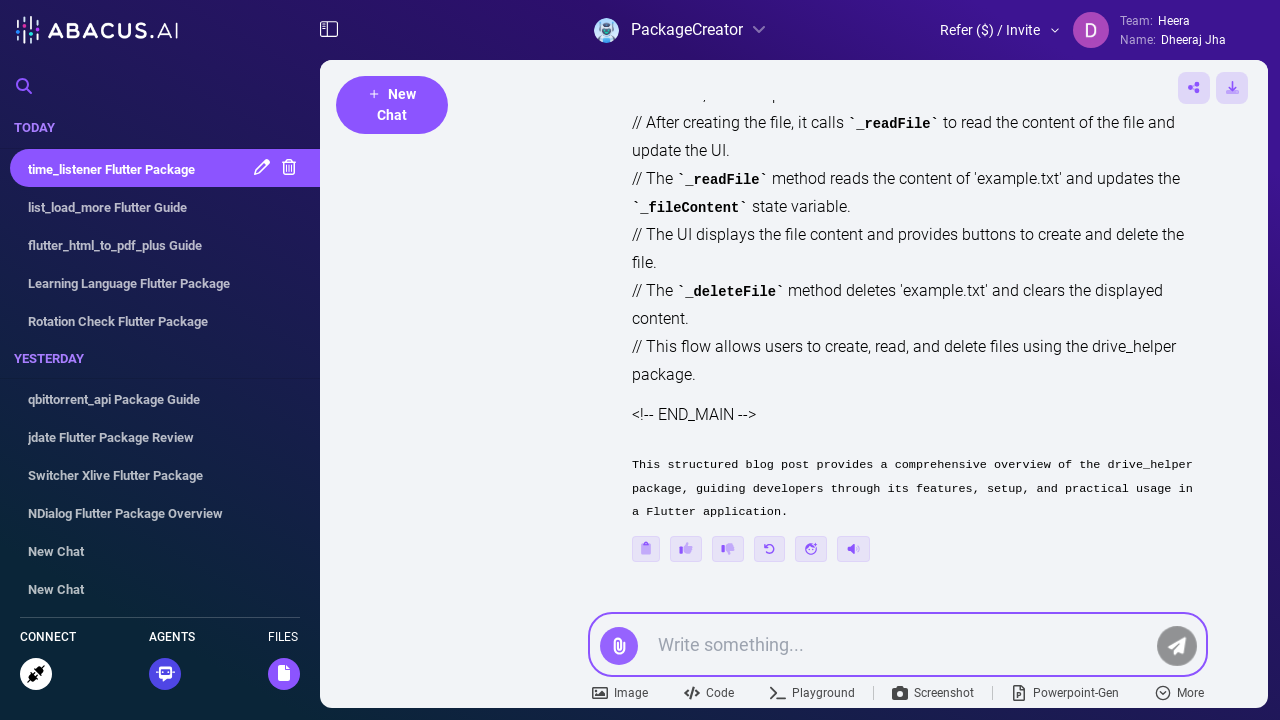 ABACUS.AI
PackageCreator
Refer ($) / Invite
D
Team: Heera
Name: Dheeraj Jha
TODAY
time_listener Flutter Package
list_load_more Flutter Guide
flutter_html_to_pdf_plus Guide
Learning Language Flutter Package
Rotation Check Flutter Package
YESTERDAY
qbittorrent_api Package Guide
jdate Flutter Package Review
Switcher Xlive Flutter Package
NDialog Flutter Package Overview
New Chat
New Chat
CONNECT
AGENTS
FILES
+ New
Chat
// After creating the file, it calls `_readFile` to read the content of the file and
update the UI.
// The `_readFile` method reads the content of 'example.txt' and updates the
`_fileContent` state variable.
// The UI displays the file content and provides buttons to create and delete the
file.
// The `_deleteFile` method deletes 'example.txt' and clears the displayed
content.
// This flow allows users to create, read, and delete files using the drive_helper
package.
<!-- END_MAIN -->
This structured blog post provides a comprehensive overview of the drive_helper
package, guiding developers through its features, setup, and practical usage in
a Flutter application.
Write something...
Image
Code
Playground
Screenshot
Powerpoint-Gen
More